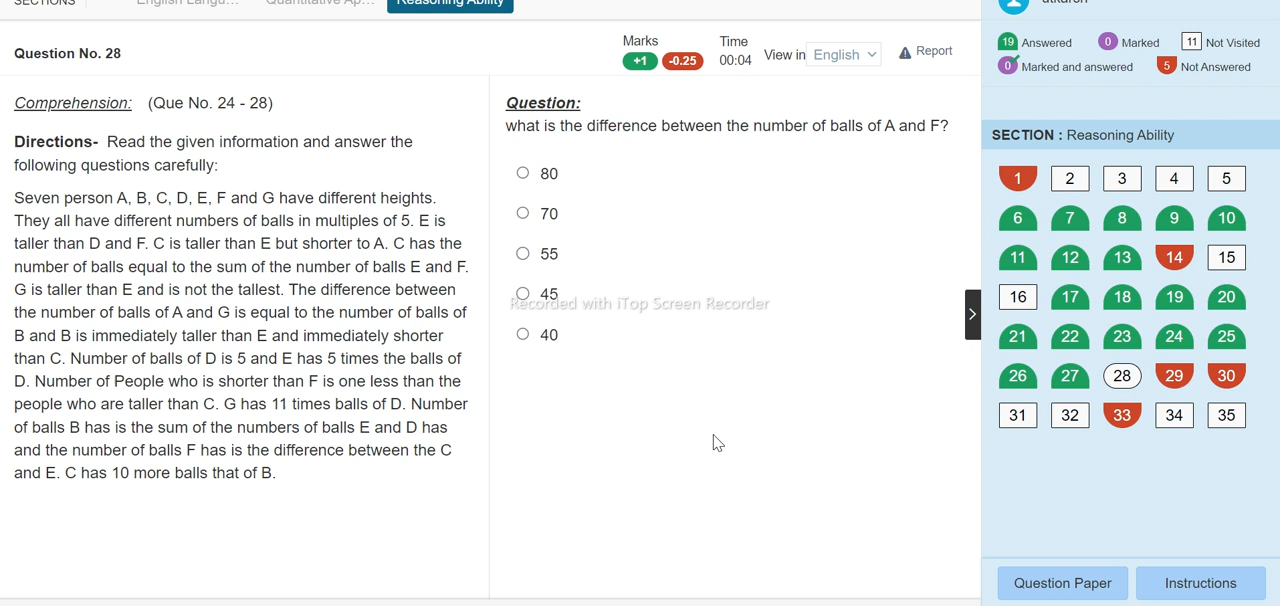 SECTIONS English Langu... Quantitative Ap... Reasoning Ability
Question No. 28
Marks
+1 -0.25
Time
00:04
View in English
Report
Comprehension: (Que No. 24 - 28)
Directions- Read the given information and answer the
following questions carefully:
Seven person A, B, C, D, E, F and G have different heights.
They all have different numbers of balls in multiples of 5. E is
taller than D and F. C is taller than E but shorter to A. C has the
number of balls equal to the sum of the number of balls E and F.
G is taller than E and is not the tallest. The difference between
the number of balls of A and G is equal to the number of balls of
B and B is immediately taller than E and immediately shorter
than C. Number of balls of D is 5 and E has 5 times the balls of
D. Number of People who is shorter than F is one less than the
people who are taller than C. G has 11 times balls of D. Number
of balls B has is the sum of the numbers of balls E and D has
and the number of balls F has is the difference between the C
and E. C has 10 more balls that of B.
Question:
what is the difference between the number of balls of A and F?
80
70
55
45
40
Recorded with iTop Screen Recorder
19 Answered 0 Marked 11 Not Visited
0 Marked and answered 5 Not Answered
SECTION : Reasoning Ability
1 2 3 4 5
6 7 8 9 10
11 12 13 14 15
16 17 18 19 20
21 22 23 24 25
26 27 28 29 30
31 32 33 34 35
Question Paper Instructions